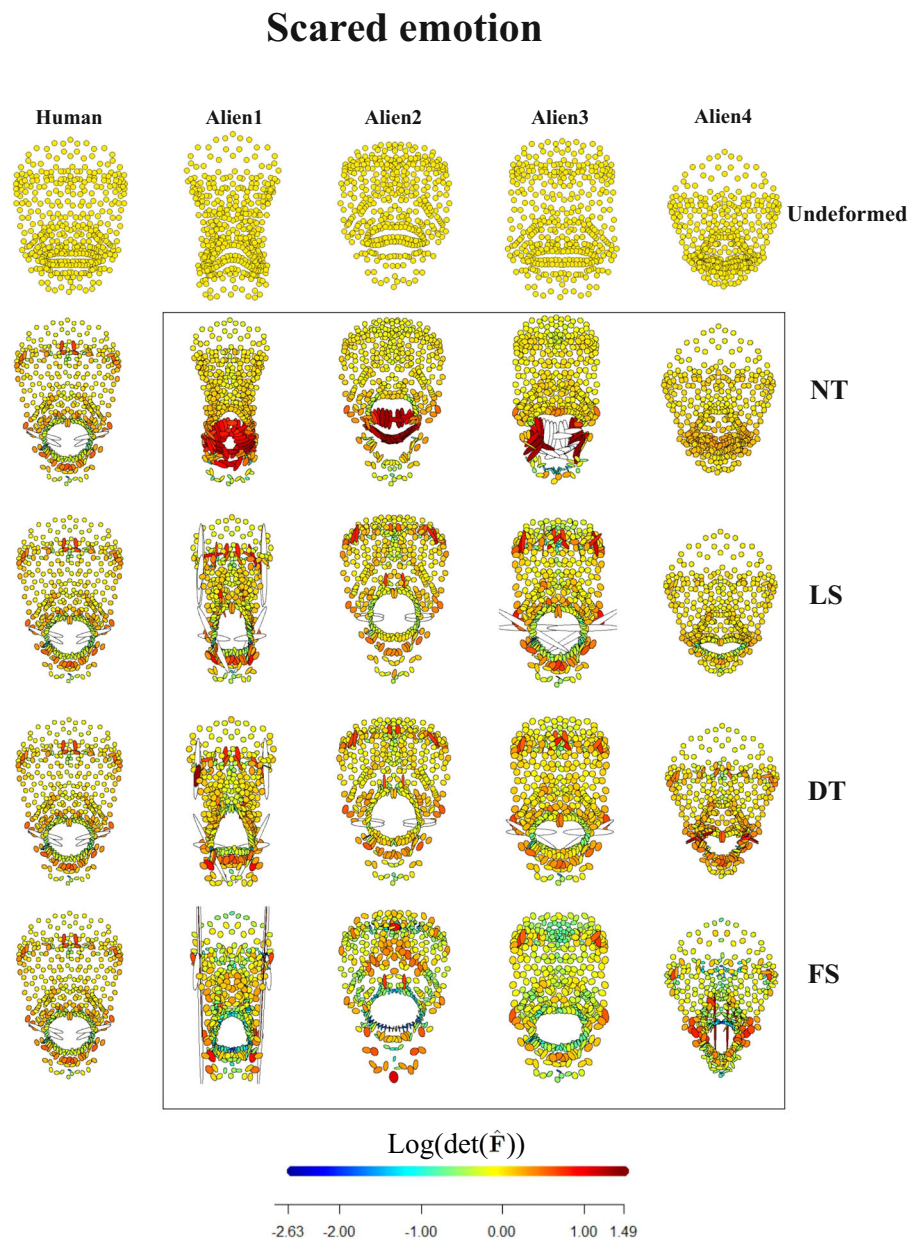 Scared emotion
Human Alien1 Alien2 Alien3 Alien4
Undeformed
NT
LS
DT
FS
Log(det(F̂))
-2.63 -2.00 -1.00 0.00 1.00 1.49